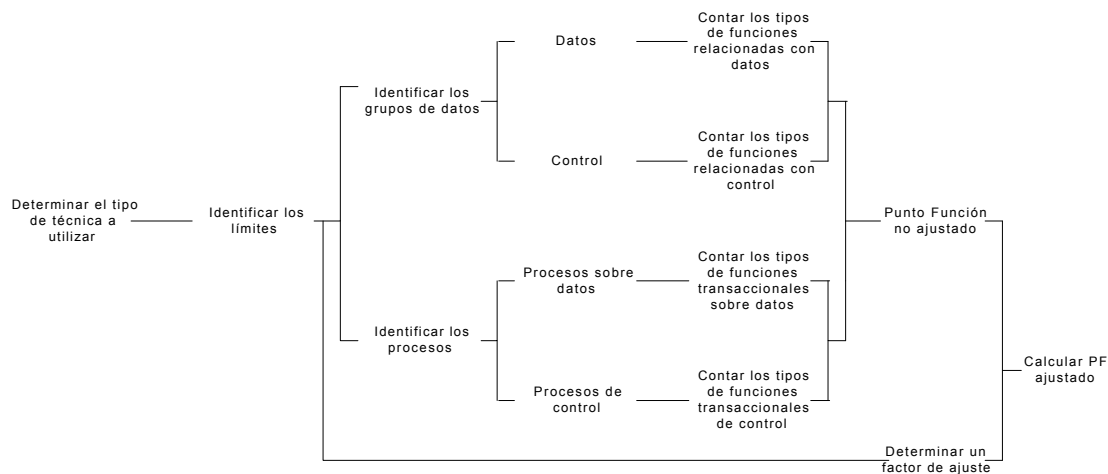 Determinar el tipo
de técnica a
utilizar
Identificar los
límites
Identificar los
grupos de datos
Datos
Contar los tipos
de funciones
relacionadas con
datos
Control
Contar los tipos
de funciones
relacionadas con
control
Identificar los
procesos
Procesos sobre
datos
Contar los tipos
de funciones
transaccionales
sobre datos
Procesos de
control
Contar los tipos
de funciones
transaccionales
de control
Punto Función
no ajustado
Determinar un
factor de ajuste
Calcular PF
ajustado